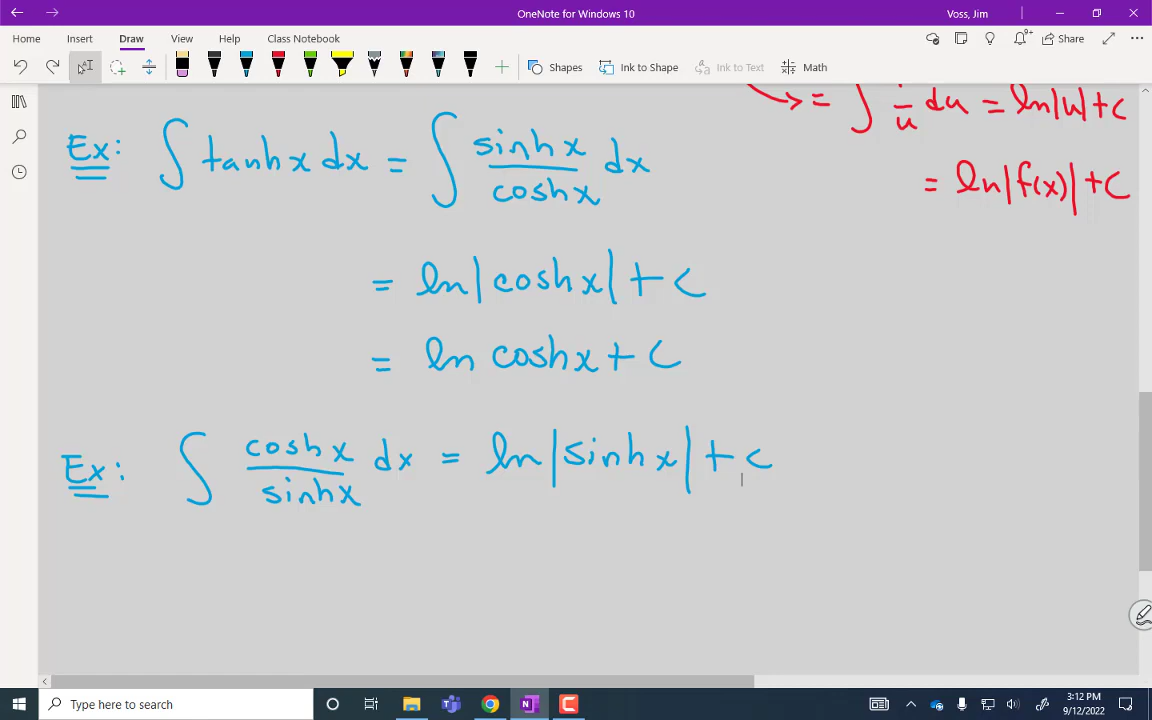 OneNote for Windows 10
Voss, Jim
Home Insert Draw View Help Class Notebook Share
Shapes Ink to Shape Ink to Text Math
= ∫ 1/u du = ln|u|+C
= ln|f(x)| + C
Ex: ∫ tanh x dx = ∫ sinh x / cosh x dx
= ln|cosh x| + C
= ln cosh x + C
Ex: ∫ cosh x / sinh x dx = ln|sinh x| + C
Type here to search
3:12 PM
9/12/2022